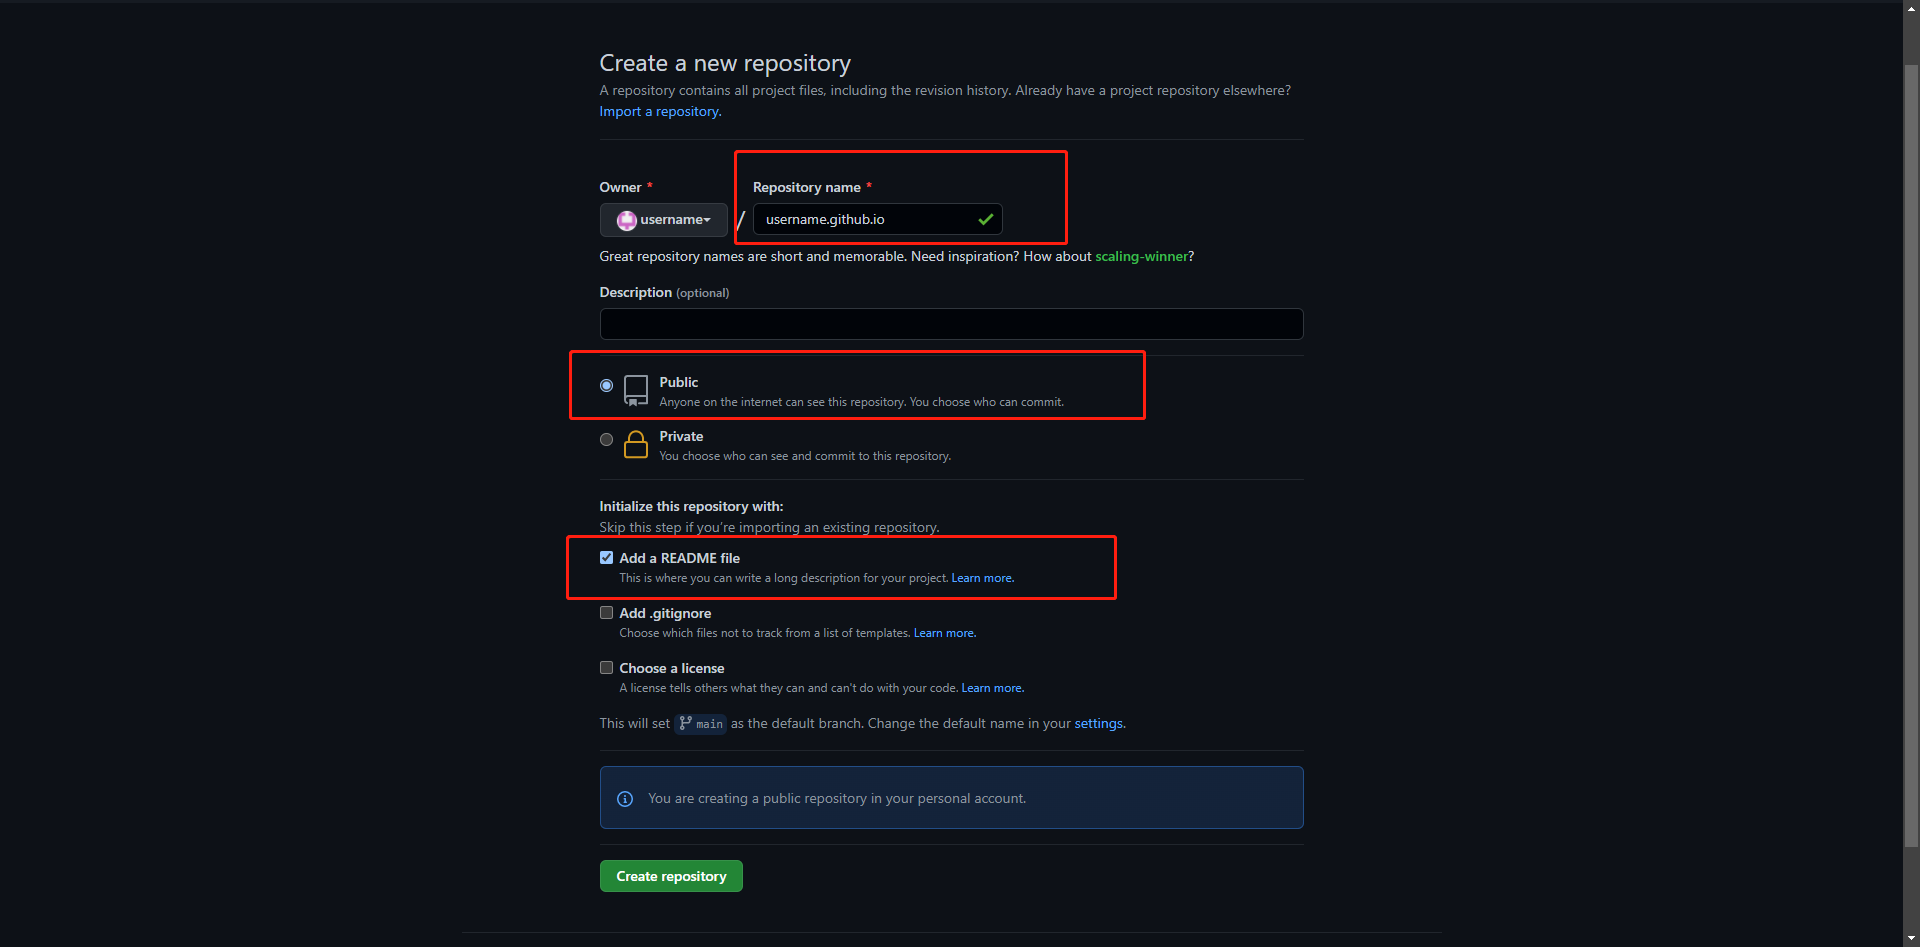 Create a new repository
A repository contains all project files, including the revision history. Already have a project repository elsewhere?
Import a repository.
Owner * Repository name *
username / username.github.io
Great repository names are short and memorable. Need inspiration? How about scaling-winner?
Description (optional)
Public
Anyone on the internet can see this repository. You choose who can commit.
Private
You choose who can see and commit to this repository.
Initialize this repository with:
Skip this step if you're importing an existing repository.
Add a README file
This is where you can write a long description for your project. Learn more.
Add .gitignore
Choose which files not to track from a list of templates. Learn more.
Choose a license
A license tells others what they can and can't do with your code. Learn more.
This will set main as the default branch. Change the default name in your settings.
You are creating a public repository in your personal account.
Create repository